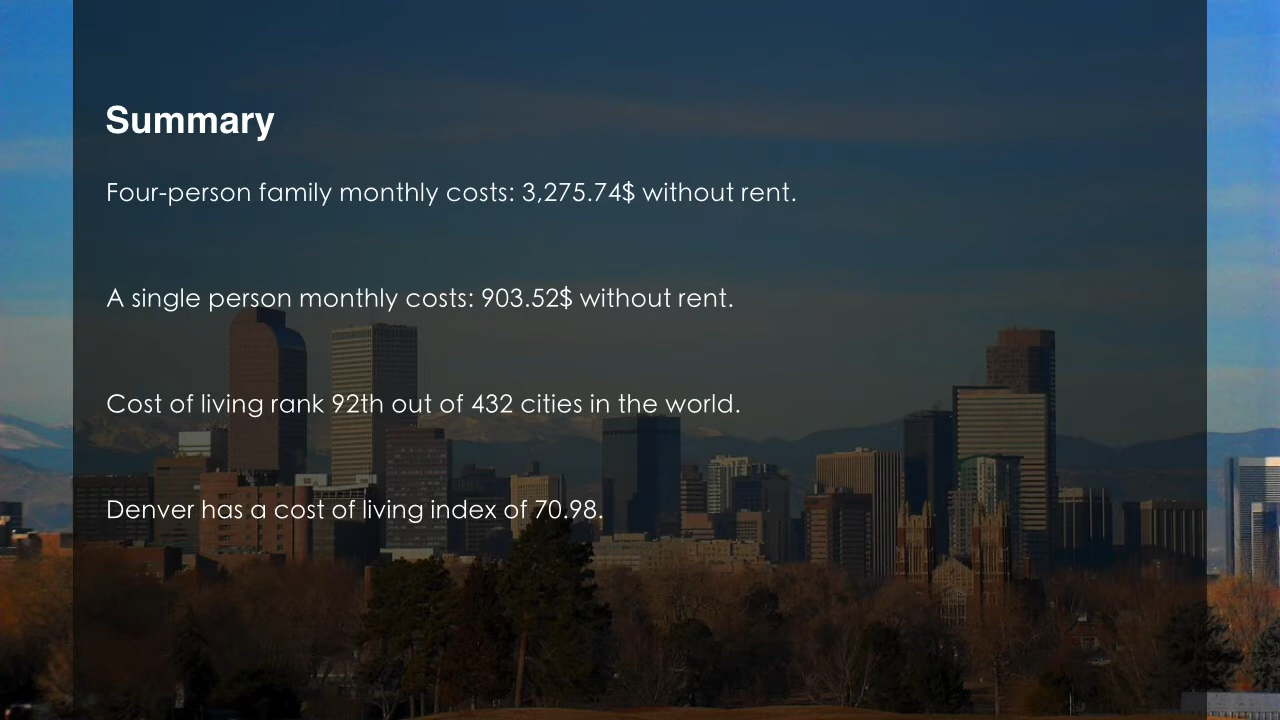 Summary
Four-person family monthly costs: 3,275.74$ without rent.
A single person monthly costs: 903.52$ without rent.
Cost of living rank 92th out of 432 cities in the world.
Denver has a cost of living index of 70.98.